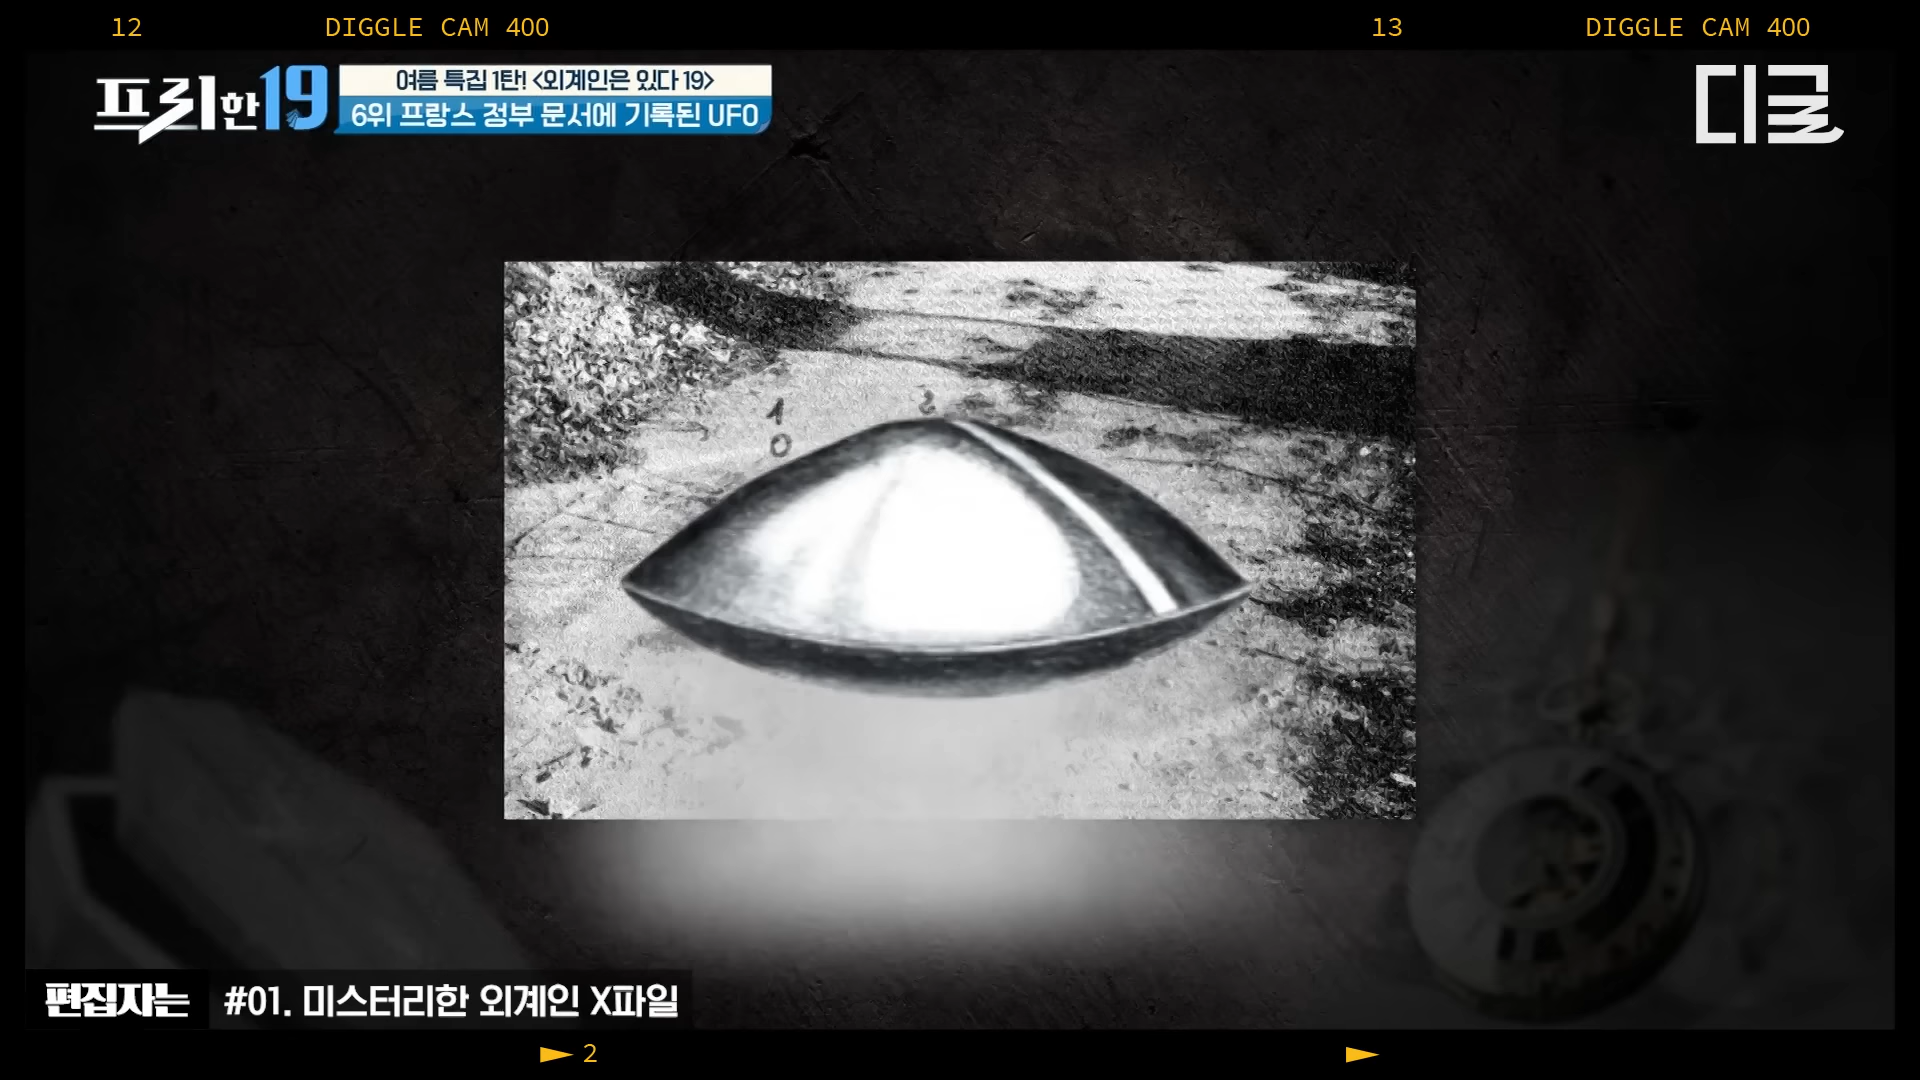 12 DIGGLE CAM 400 13 DIGGLE CAM 400
프리한19
여름 특집 1탄! <외계인은 있다 19>
6위 프랑스 정부 문서에 기록된 UFO
디글
1 2
0
편집자는 #01. 미스터리한 외계인 X파일
2